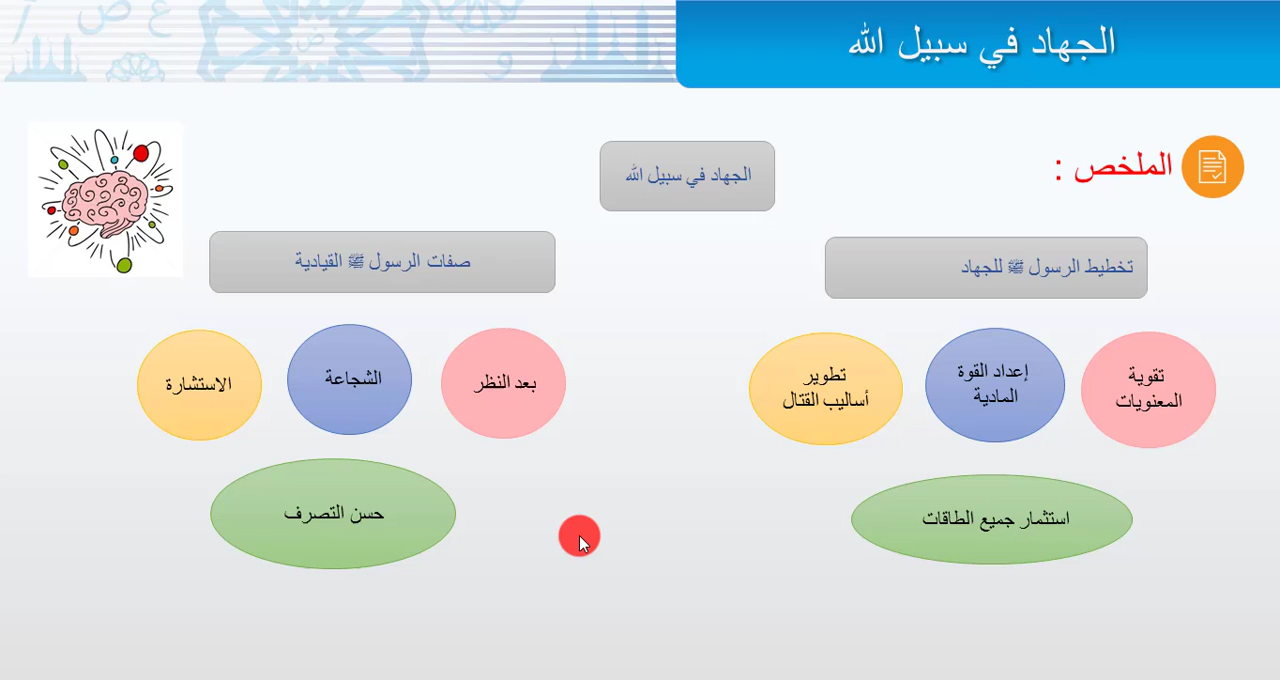 الجهاد في سبيل الله
الملخص :
الجهاد في سبيل الله
تخطيط الرسول ﷺ للجهاد
تقوية
المعنويات
إعداد القوة
المادية
تطوير
أساليب القتال
استثمار جميع الطاقات
صفات الرسول ﷺ القيادية
بعد النظر
الشجاعة
الاستشارة
حسن التصرف